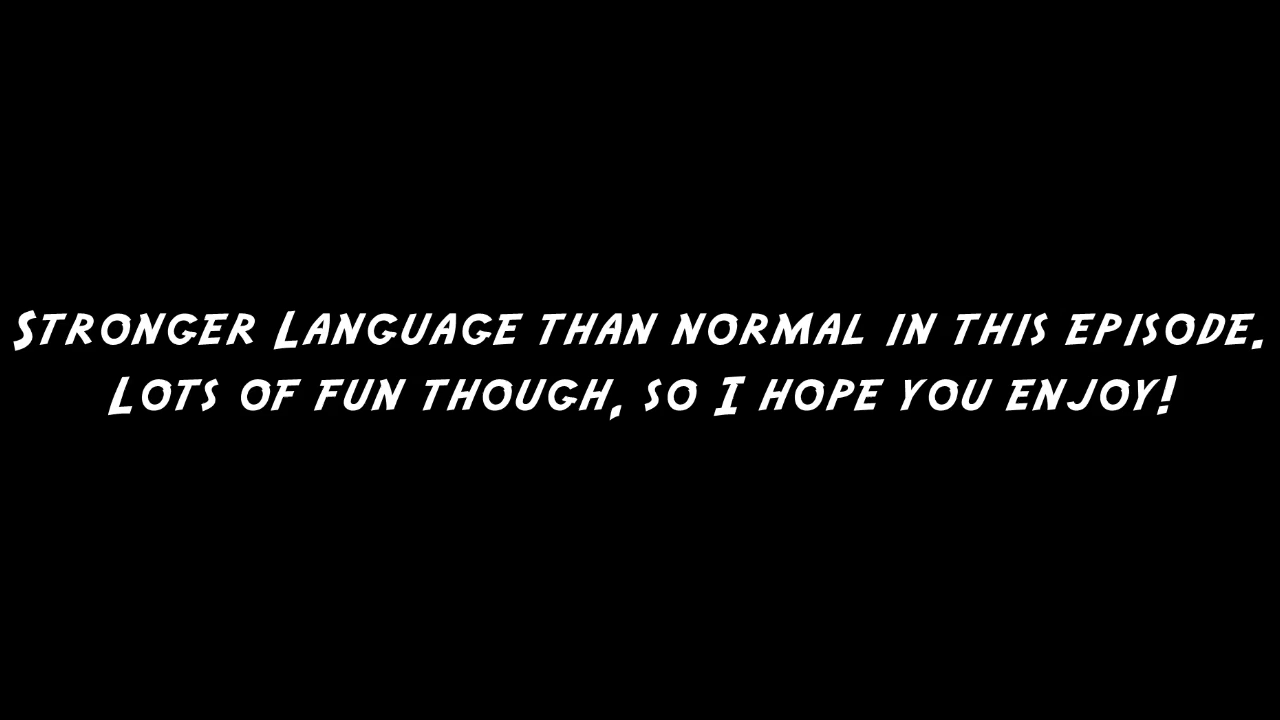 Stronger Language than normal in this episode.
Lots of fun though, so I hope you enjoy!